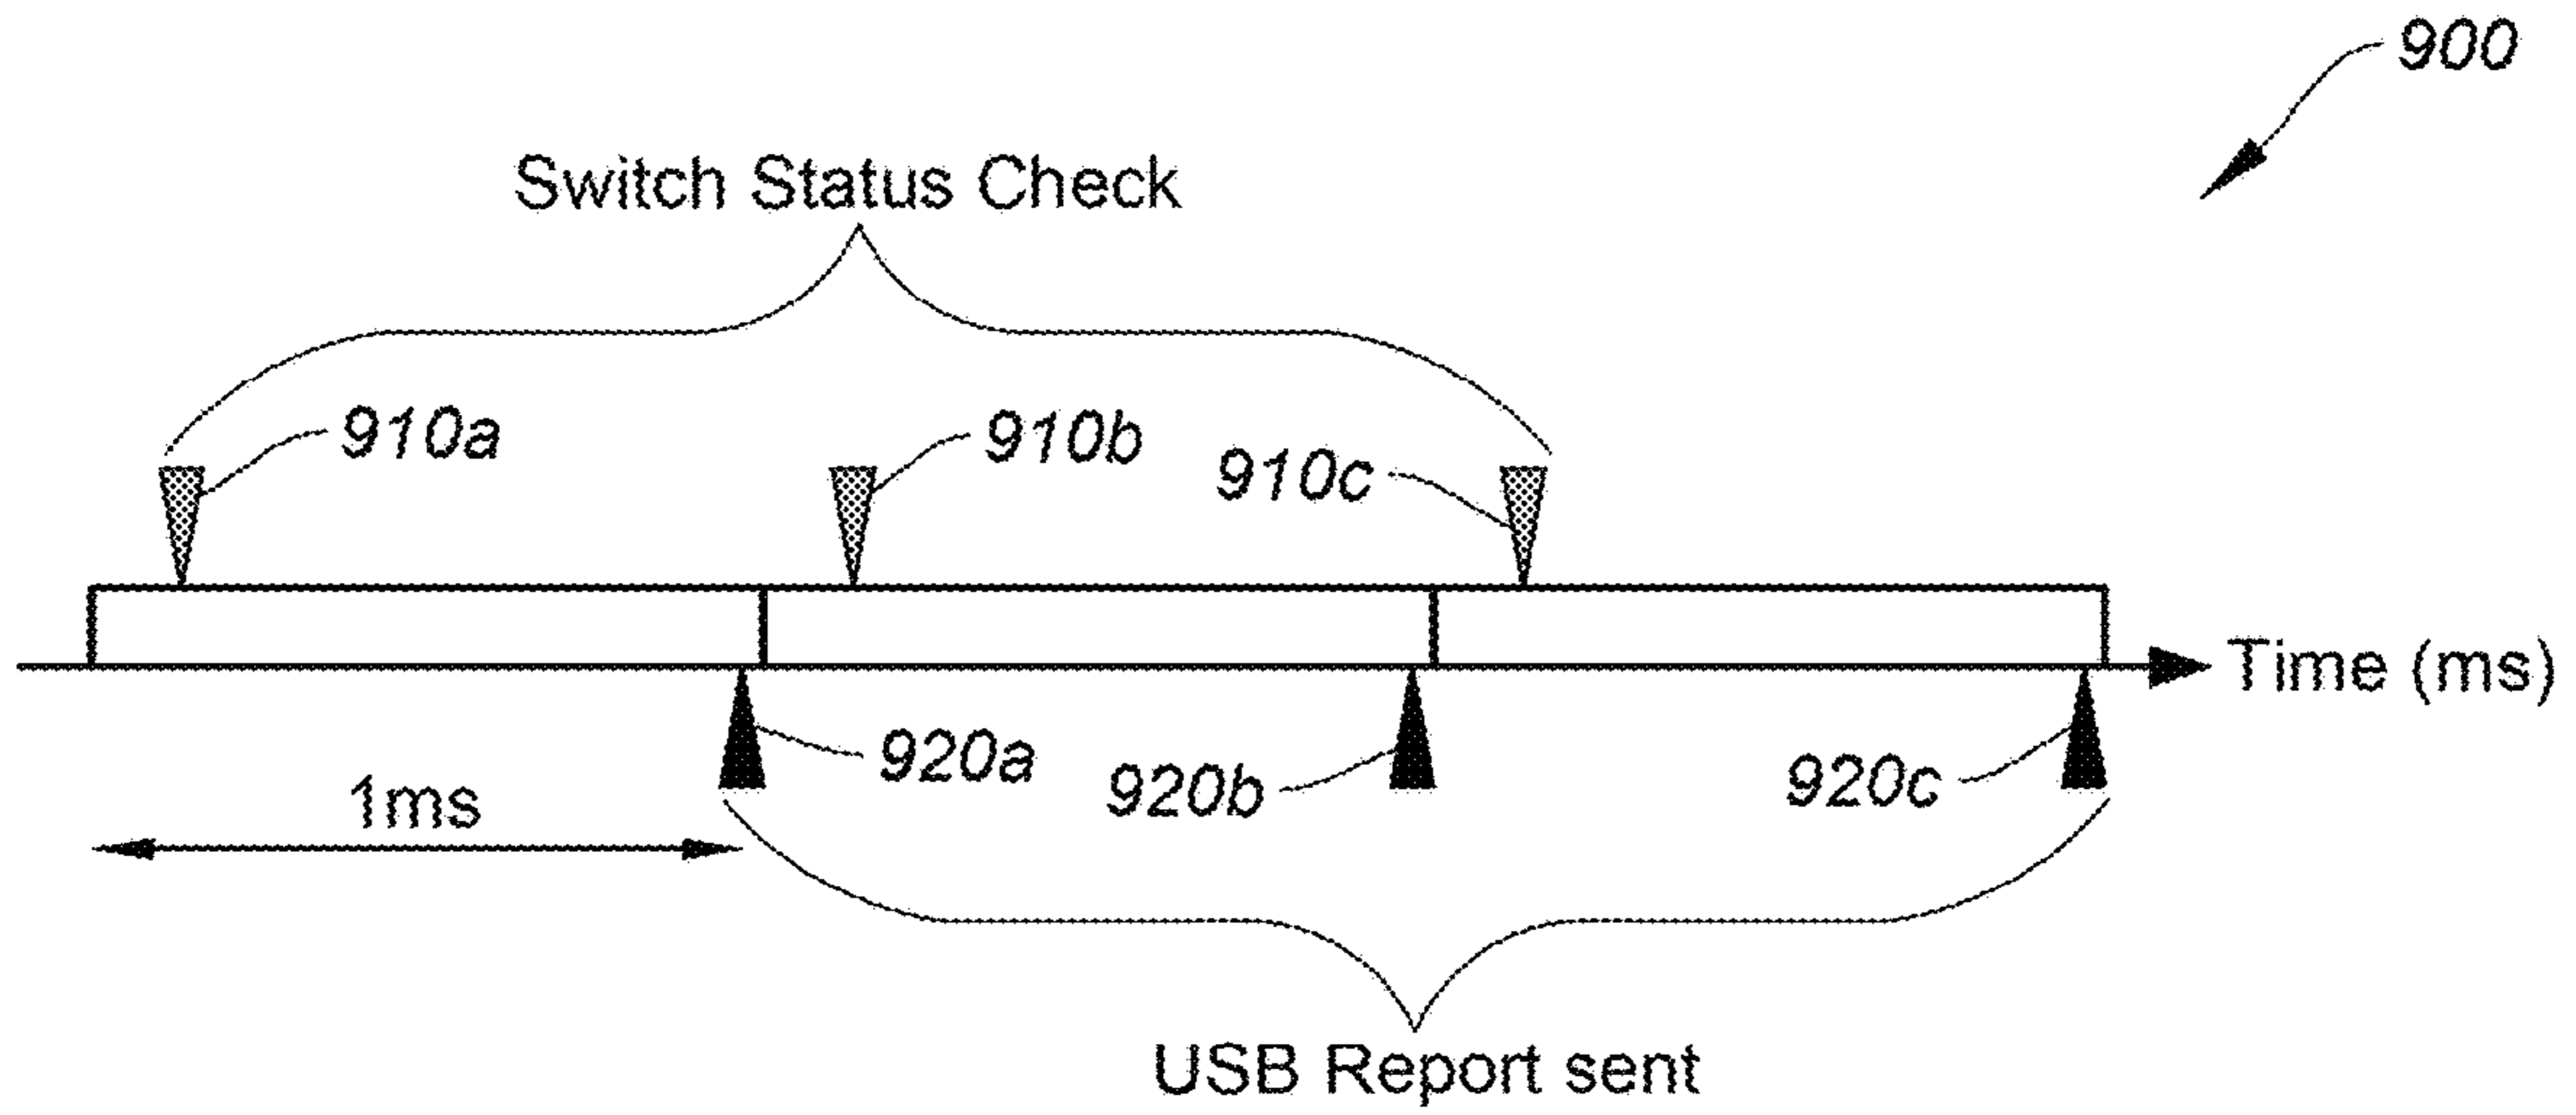 900
Switch Status Check
910a
910b
910c
Time (ms)
920a
920b
920c
1ms
USB Report sent